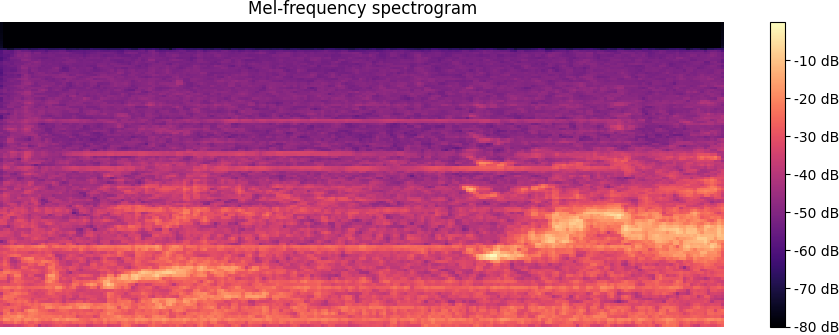 Mel-frequency spectrogram
-10 dB
-20 dB
-30 dB
-40 dB
-50 dB
-60 dB
-70 dB
-80 dB